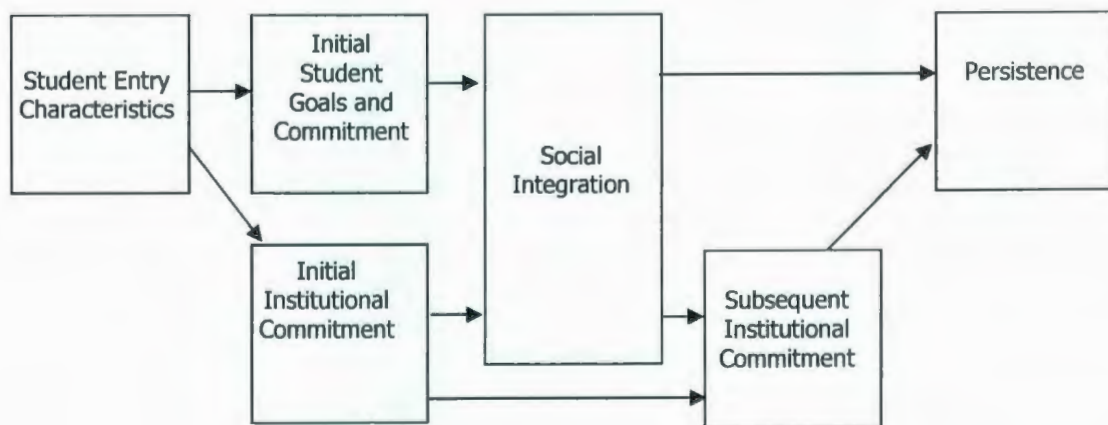 Student Entry
Characteristics
Initial
Student
Goals and
Commitment
Initial
Institutional
Commitment
Social
Integration
Subsequent
Institutional
Commitment
Persistence